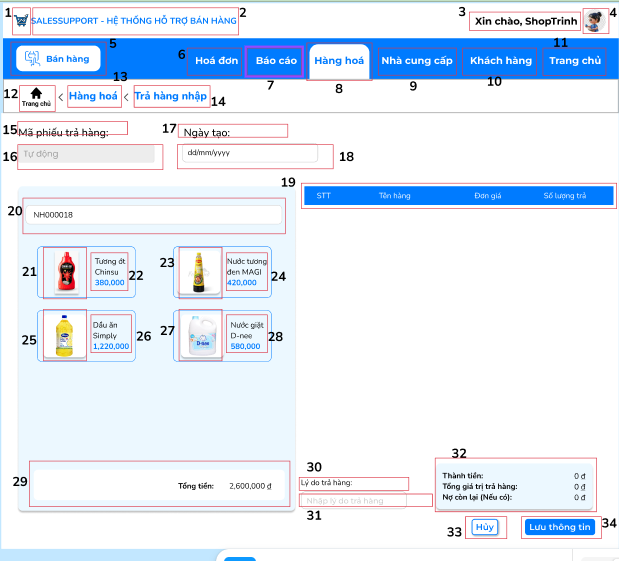 1 SALESSUPPORT - HỆ THỐNG HỖ TRỢ BÁN HÀNG 2
3 Xin chào, ShopTrinh 4
5 Bán hàng
6 Hoá đơn
Báo cáo 7
Hàng hoá 8
Nhà cung cấp 9
Khách hàng 10
Trang chủ 11
12 Trang chủ < Hàng hoá 13 < Trả hàng nhập 14
15 Mã phiếu trả hàng:
17 Ngày tạo:
16 Tự động
dd/mm/yyyy 18
19
STT Tên hàng Đơn giá Số lượng trả
20 NH000018
21 Tương ớt
Chinsu
380,000 22
23 Nước tương
đen MAGI
420,000 24
25 Dầu ăn
Simply
1,220,000 26
27 Nước giặt
D-nee
580,000 28
29 Tổng tiền: 2,600,000 ₫
30
Lý do trả hàng:
Nhập lý do trả hàng
31
32
Thành tiền: 0 ₫
Tổng giá trị trả hàng: 0 ₫
Nợ còn lại (Nếu có): 0 ₫
33 Hủy
Lưu thông tin 34